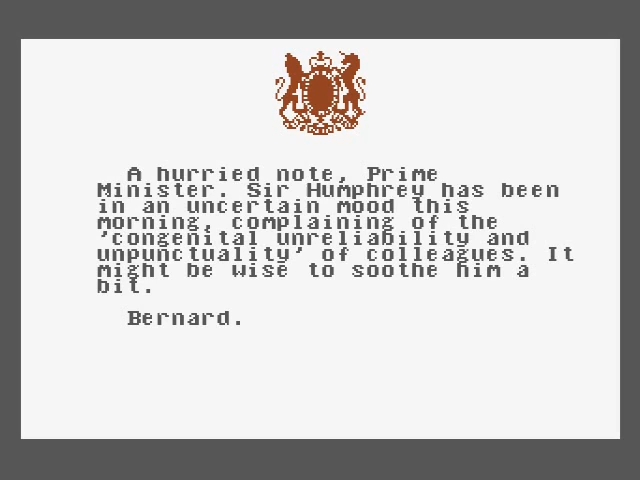 A hurried note, Prime
Minister. Sir Humphrey has been
in an uncertain mood this
morning, complaining of the
'congenital unreliability and
unpunctuality' of colleagues. It
might be wise to soothe him a
bit.
Bernard.